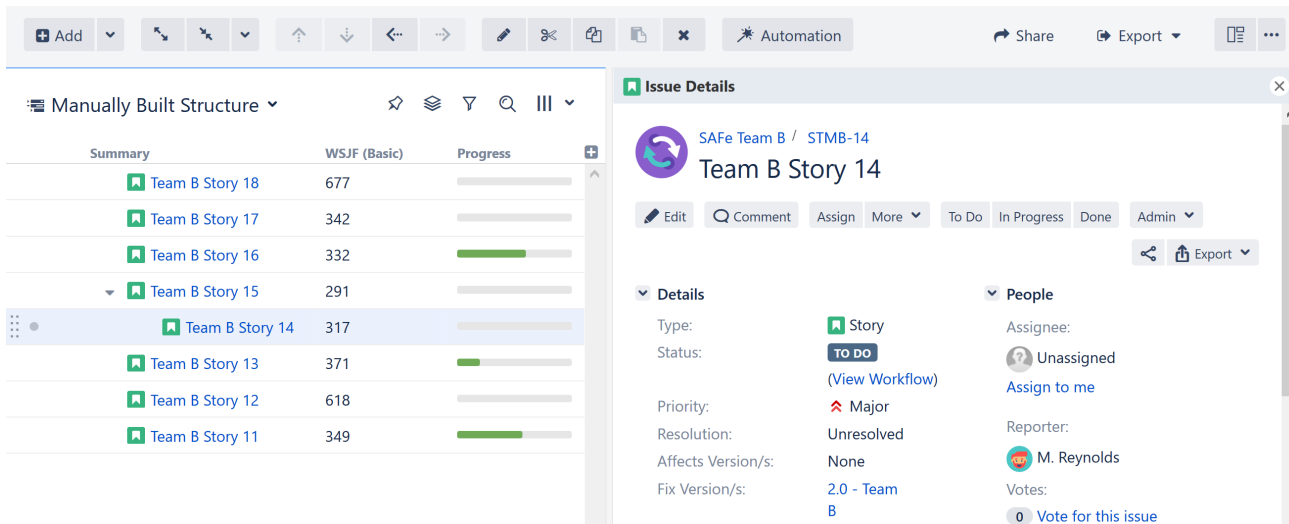 Add
Automation
Share
Export
Manually Built Structure
Summary WSJF (Basic) Progress
Team B Story 18 677
Team B Story 17 342
Team B Story 16 332
Team B Story 15 291
Team B Story 14 317
Team B Story 13 371
Team B Story 12 618
Team B Story 11 349
Issue Details
SAFe Team B / STMB-14
Team B Story 14
Edit Comment Assign More To Do In Progress Done Admin
Export
Details
Type: Story
Status: TO DO
(View Workflow)
Priority: Major
Resolution: Unresolved
Affects Version/s: None
Fix Version/s: 2.0 - Team
B
People
Assignee:
Unassigned
Assign to me
Reporter:
M. Reynolds
Votes:
0 Vote for this issue